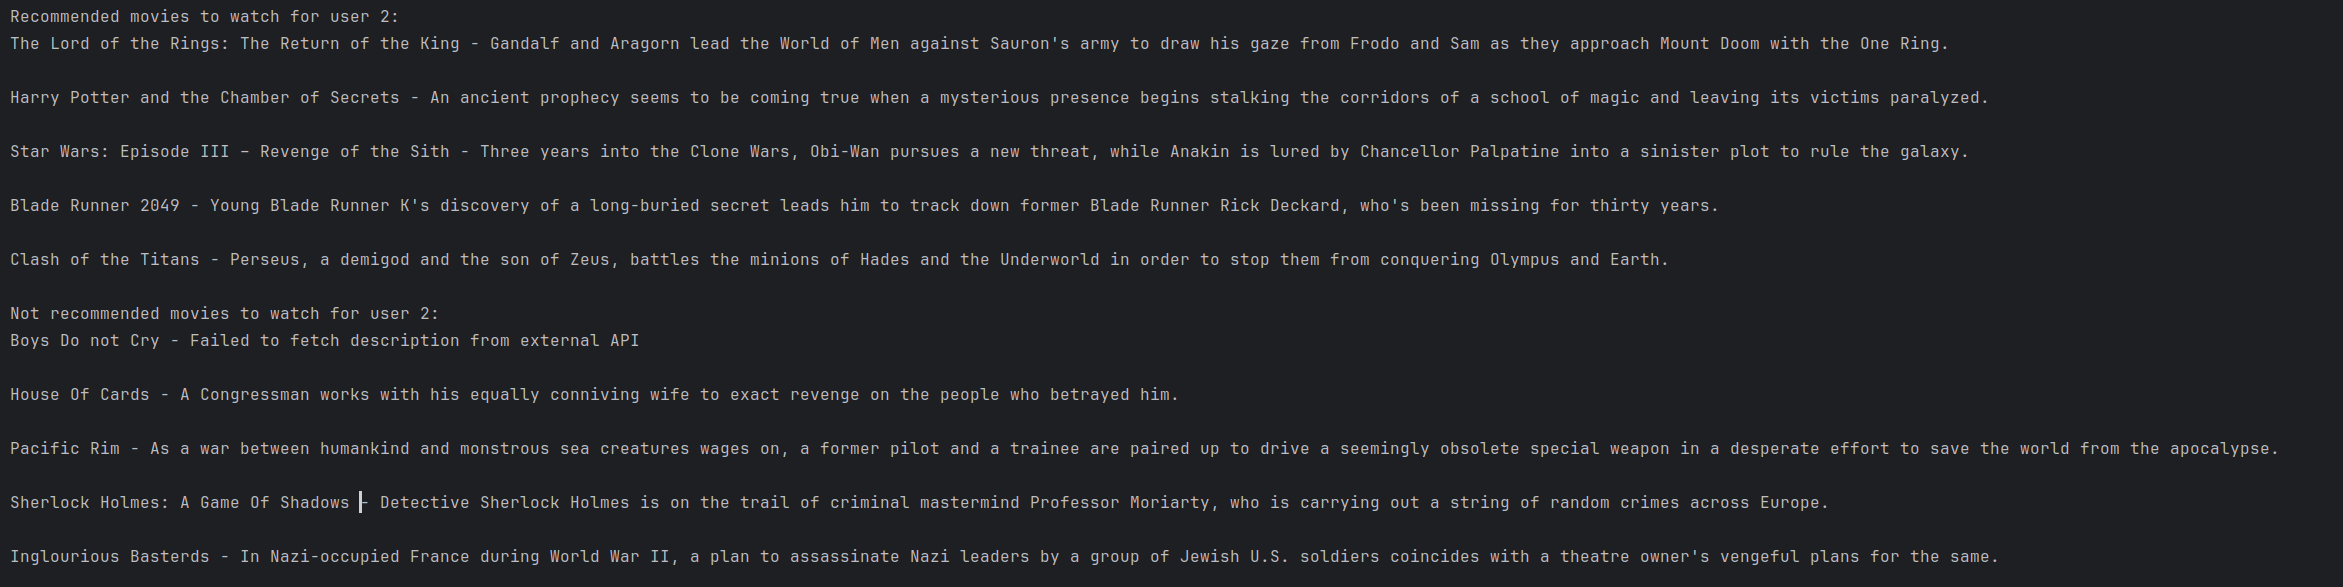 Recommended movies to watch for user 2:
The Lord of the Rings: The Return of the King - Gandalf and Aragorn lead the World of Men against Sauron's army to draw his gaze from Frodo and Sam as they approach Mount Doom with the One Ring.
Harry Potter and the Chamber of Secrets - An ancient prophecy seems to be coming true when a mysterious presence begins stalking the corridors of a school of magic and leaving its victims paralyzed.
Star Wars: Episode III – Revenge of the Sith - Three years into the Clone Wars, Obi-Wan pursues a new threat, while Anakin is lured by Chancellor Palpatine into a sinister plot to rule the galaxy.
Blade Runner 2049 - Young Blade Runner K's discovery of a long-buried secret leads him to track down former Blade Runner Rick Deckard, who's been missing for thirty years.
Clash of the Titans - Perseus, a demigod and the son of Zeus, battles the minions of Hades and the Underworld in order to stop them from conquering Olympus and Earth.
Not recommended movies to watch for user 2:
Boys Do not Cry - Failed to fetch description from external API
House Of Cards - A Congressman works with his equally conniving wife to exact revenge on the people who betrayed him.
Pacific Rim - As a war between humankind and monstrous sea creatures wages on, a former pilot and a trainee are paired up to drive a seemingly obsolete special weapon in a desperate effort to save the world from the apocalypse.
Sherlock Holmes: A Game Of Shadows - Detective Sherlock Holmes is on the trail of criminal mastermind Professor Moriarty, who is carrying out a string of random crimes across Europe.
Inglourious Basterds - In Nazi-occupied France during World War II, a plan to assassinate Nazi leaders by a group of Jewish U.S. soldiers coincides with a theatre owner's vengeful plans for the same.